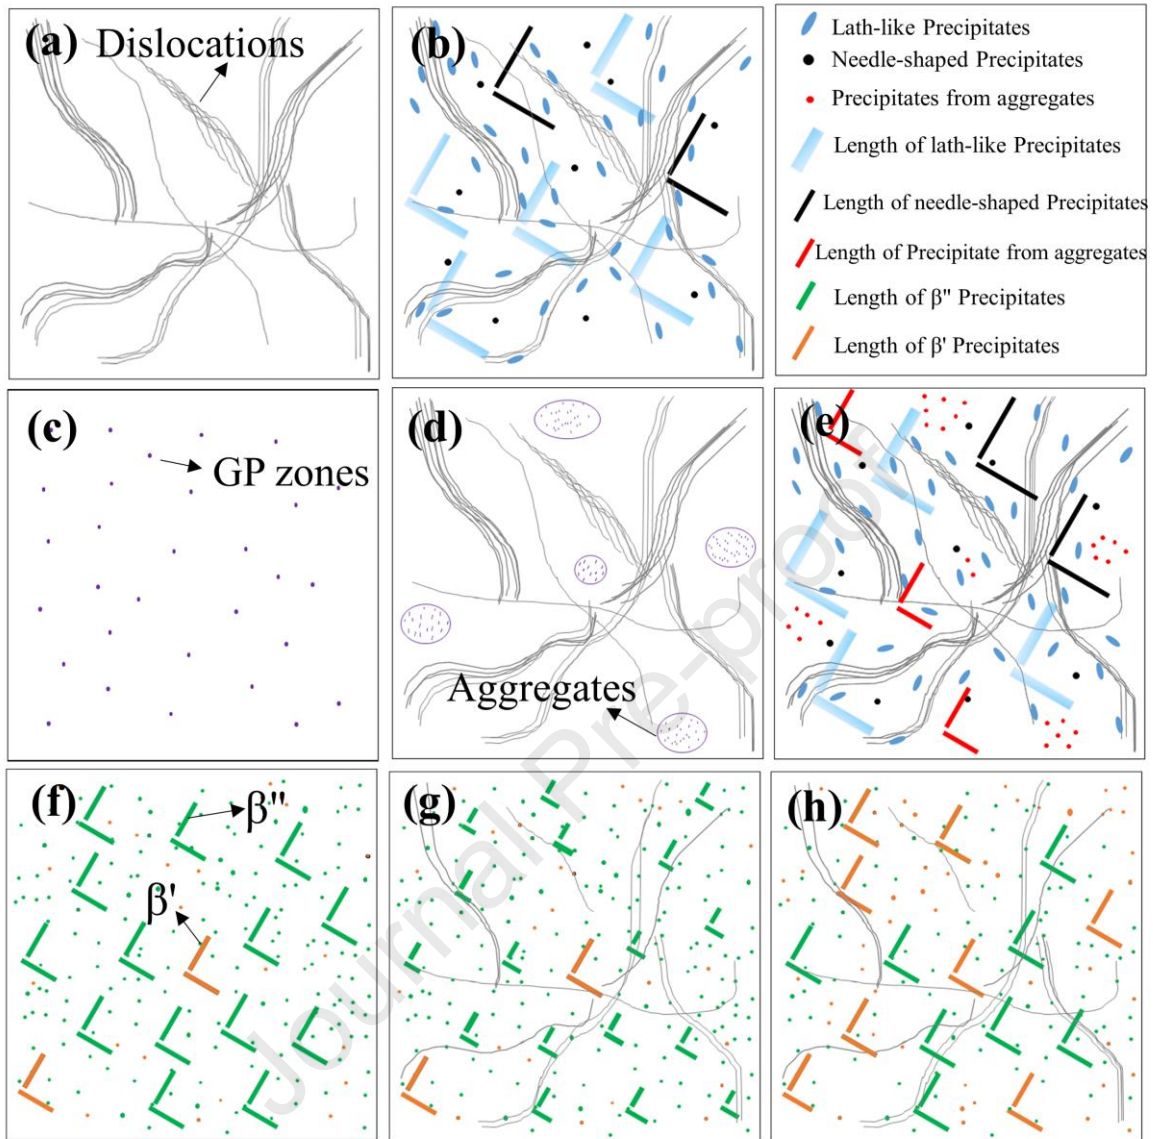 (a)
Dislocations
(b)
Lath-like Precipitates
Needle-shaped Precipitates
Precipitates from aggregates
Length of lath-like Precipitates
Length of needle-shaped Precipitates
Length of Precipitate from aggregates
Length of β" Precipitates
Length of β' Precipitates
(c)
GP zones
(d)
Aggregates
(e)
(f)
β"
β'
(g)
(h)
Journal Pre-proof